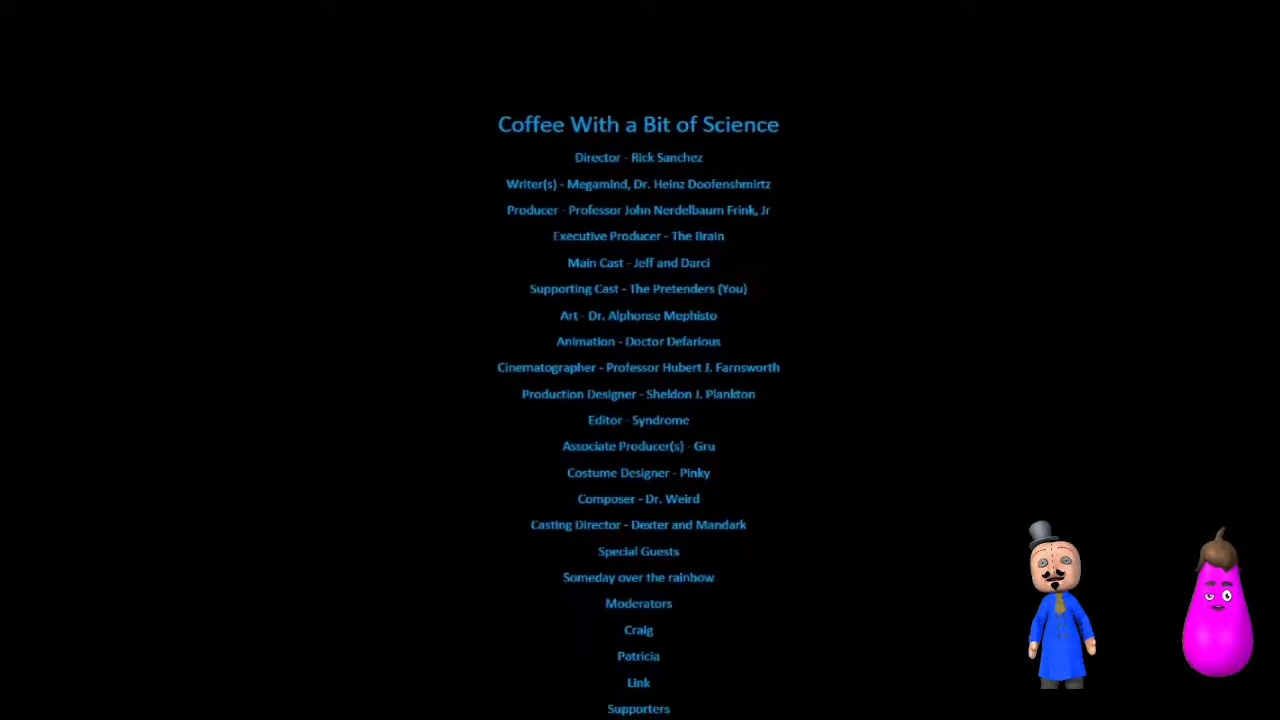 Coffee With a Bit of Science
Director - Rick Sanchez
Writer(s) - Megamind, Dr. Heinz Doofenshmirtz
Producer - Professor John Nerdelbaum Frink, Jr
Executive Producer - The Brain
Main Cast - Jeff and Darci
Supporting Cast - The Pretenders (You)
Art - Dr. Alphonse Mephisto
Animation - Doctor Defarious
Cinematographer - Professor Hubert J. Farnsworth
Production Designer - Sheldon J. Plankton
Editor - Syndrome
Associate Producer(s) - Gru
Costume Designer - Pinky
Composer - Dr. Weird
Casting Director - Dexter and Mandark
Special Guests
Someday over the rainbow
Moderators
Craig
Patricia
Link
Supporters